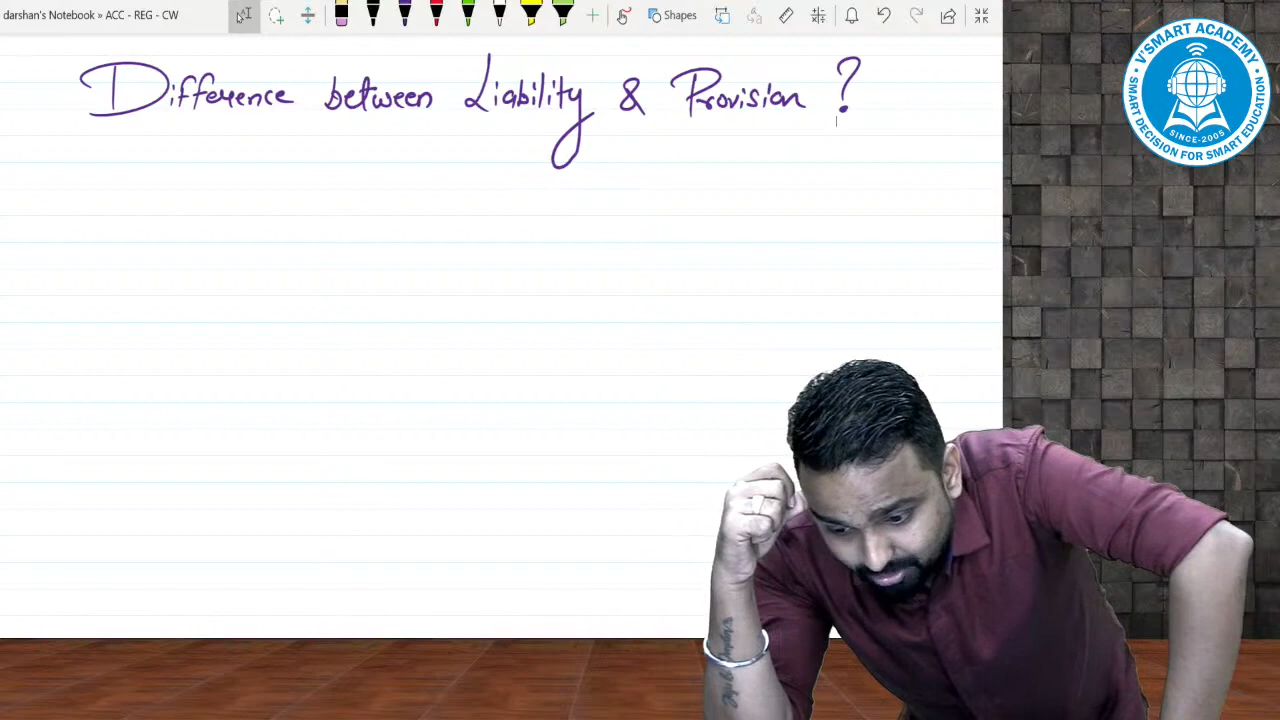 darshan's Notebook » ACC - REG - CW
Shapes
Difference between Liability & Provision ?
V'SMART ACADEMY
SINCE-2005
SMART DECISION FOR SMART EDUCATION